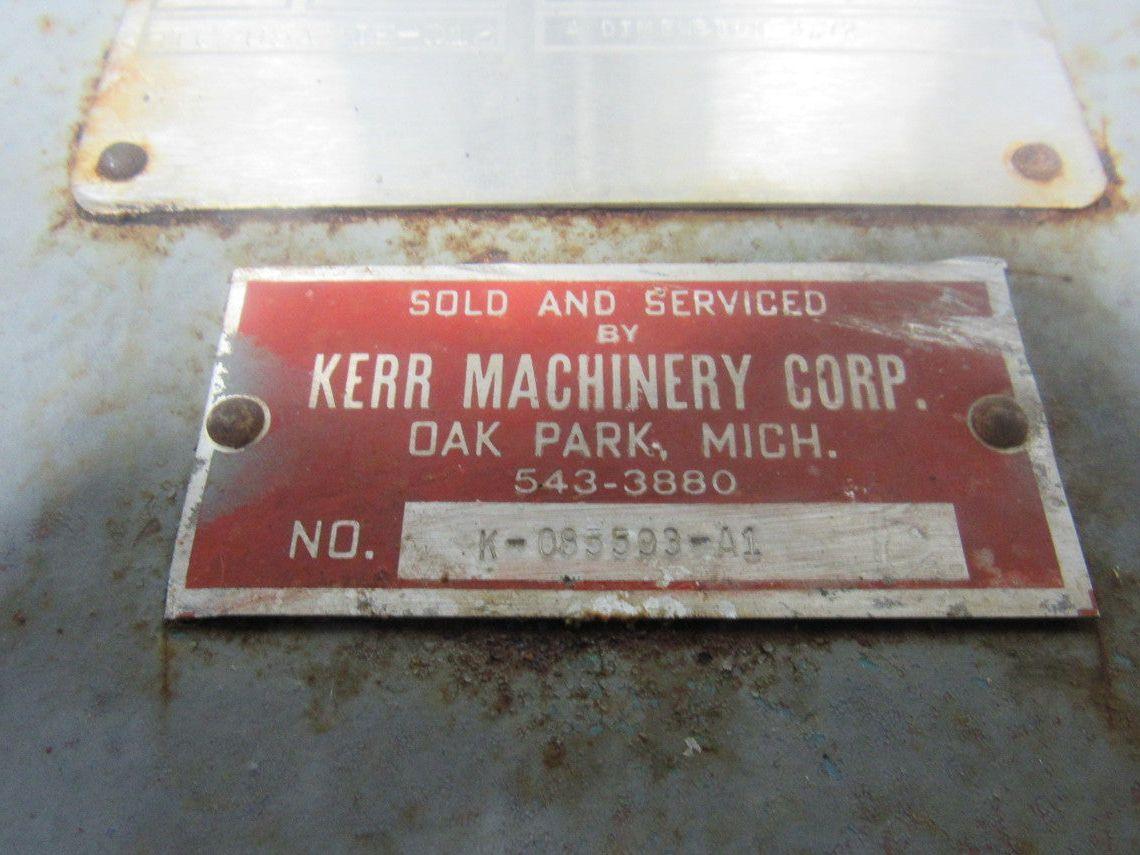 SOLD AND SERVICED
BY
KERR MACHINERY CORP.
OAK PARK, MICH.
543-3880
NO. K-085593-A1